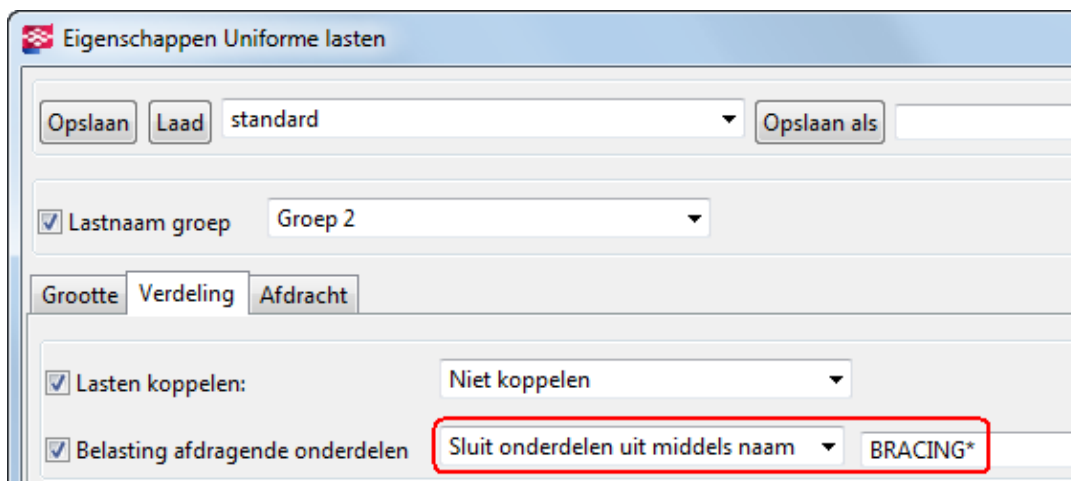 Eigenschappen Uniforme lasten
Opslaan Laad standard Opslaan als
Lastnaam groep Groep 2
Grootte Verdeling Afdracht
Lasten koppelen: Niet koppelen
Belasting afdragende onderdelen Sluit onderdelen uit middels naam BRACING*